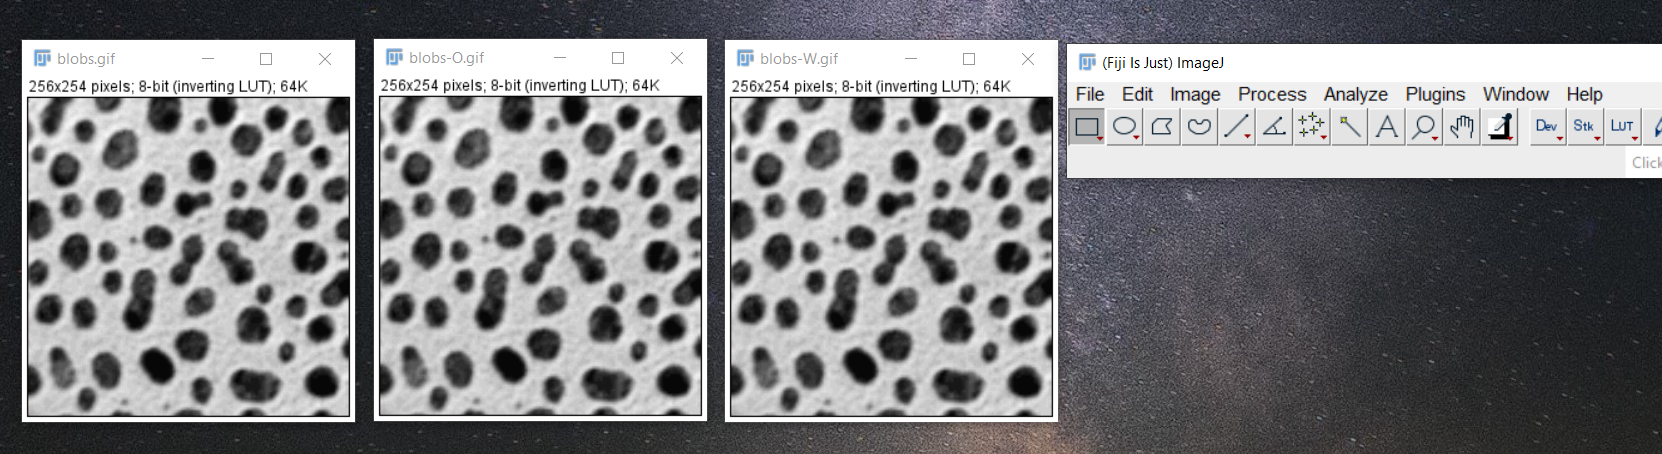 blobs.gif
256x254 pixels; 8-bit (inverting LUT); 64K
blobs-O.gif
256x254 pixels; 8-bit (inverting LUT); 64K
blobs-W.gif
256x254 pixels; 8-bit (inverting LUT); 64K
(Fiji Is Just) ImageJ
File Edit Image Process Analyze Plugins Window Help
A Dev Stk LUT
Click